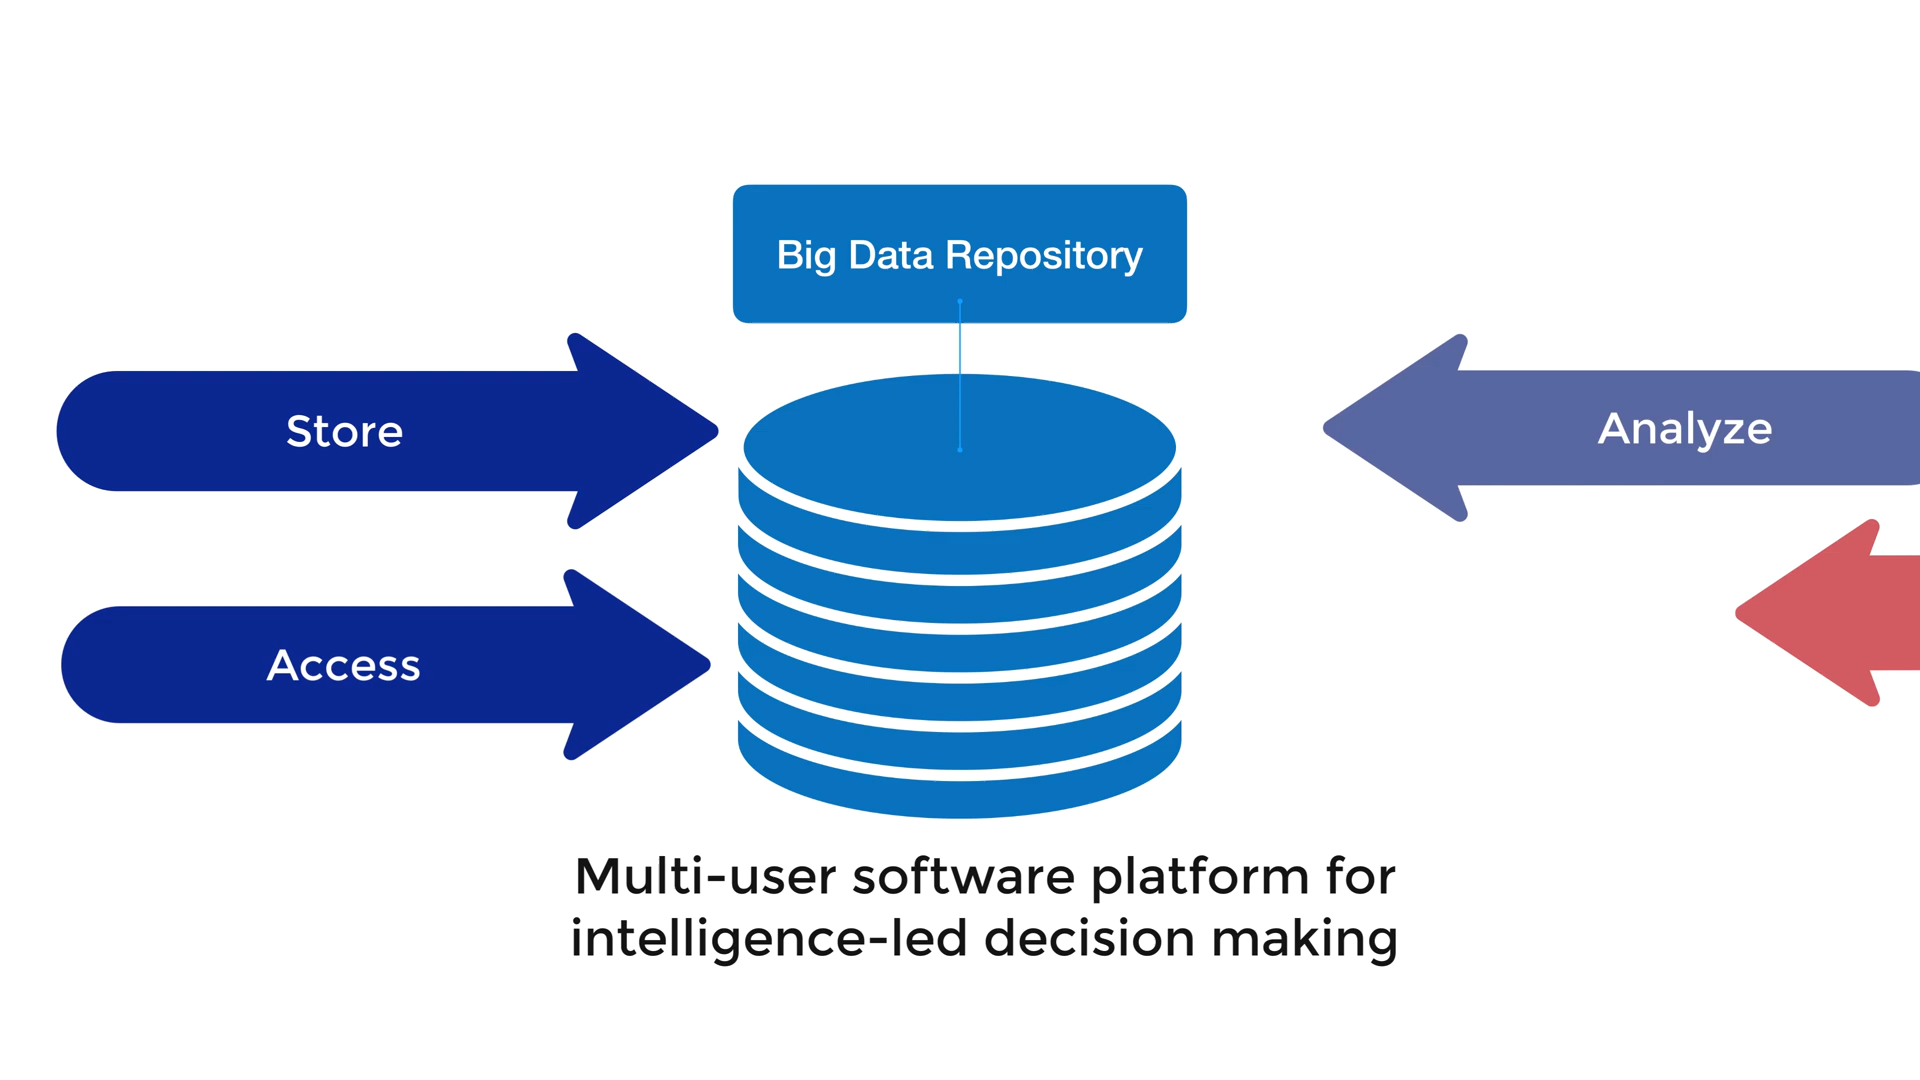 Big Data Repository
Store
Analyze
Access
Multi-user software platform for
intelligence-led decision making